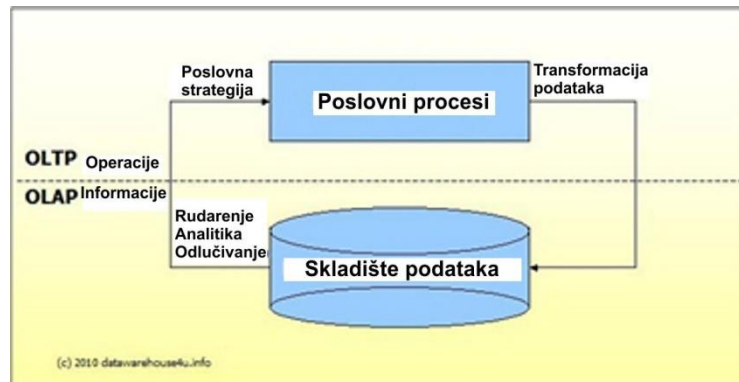 Poslovna
strategija
Poslovni procesi
Transformacija
podataka
OLTP Operacije
OLAP Informacije
Rudarenje
Analitika
Odlučivanje
Skladište podataka
(c) 2010 datawarehouse4u.info